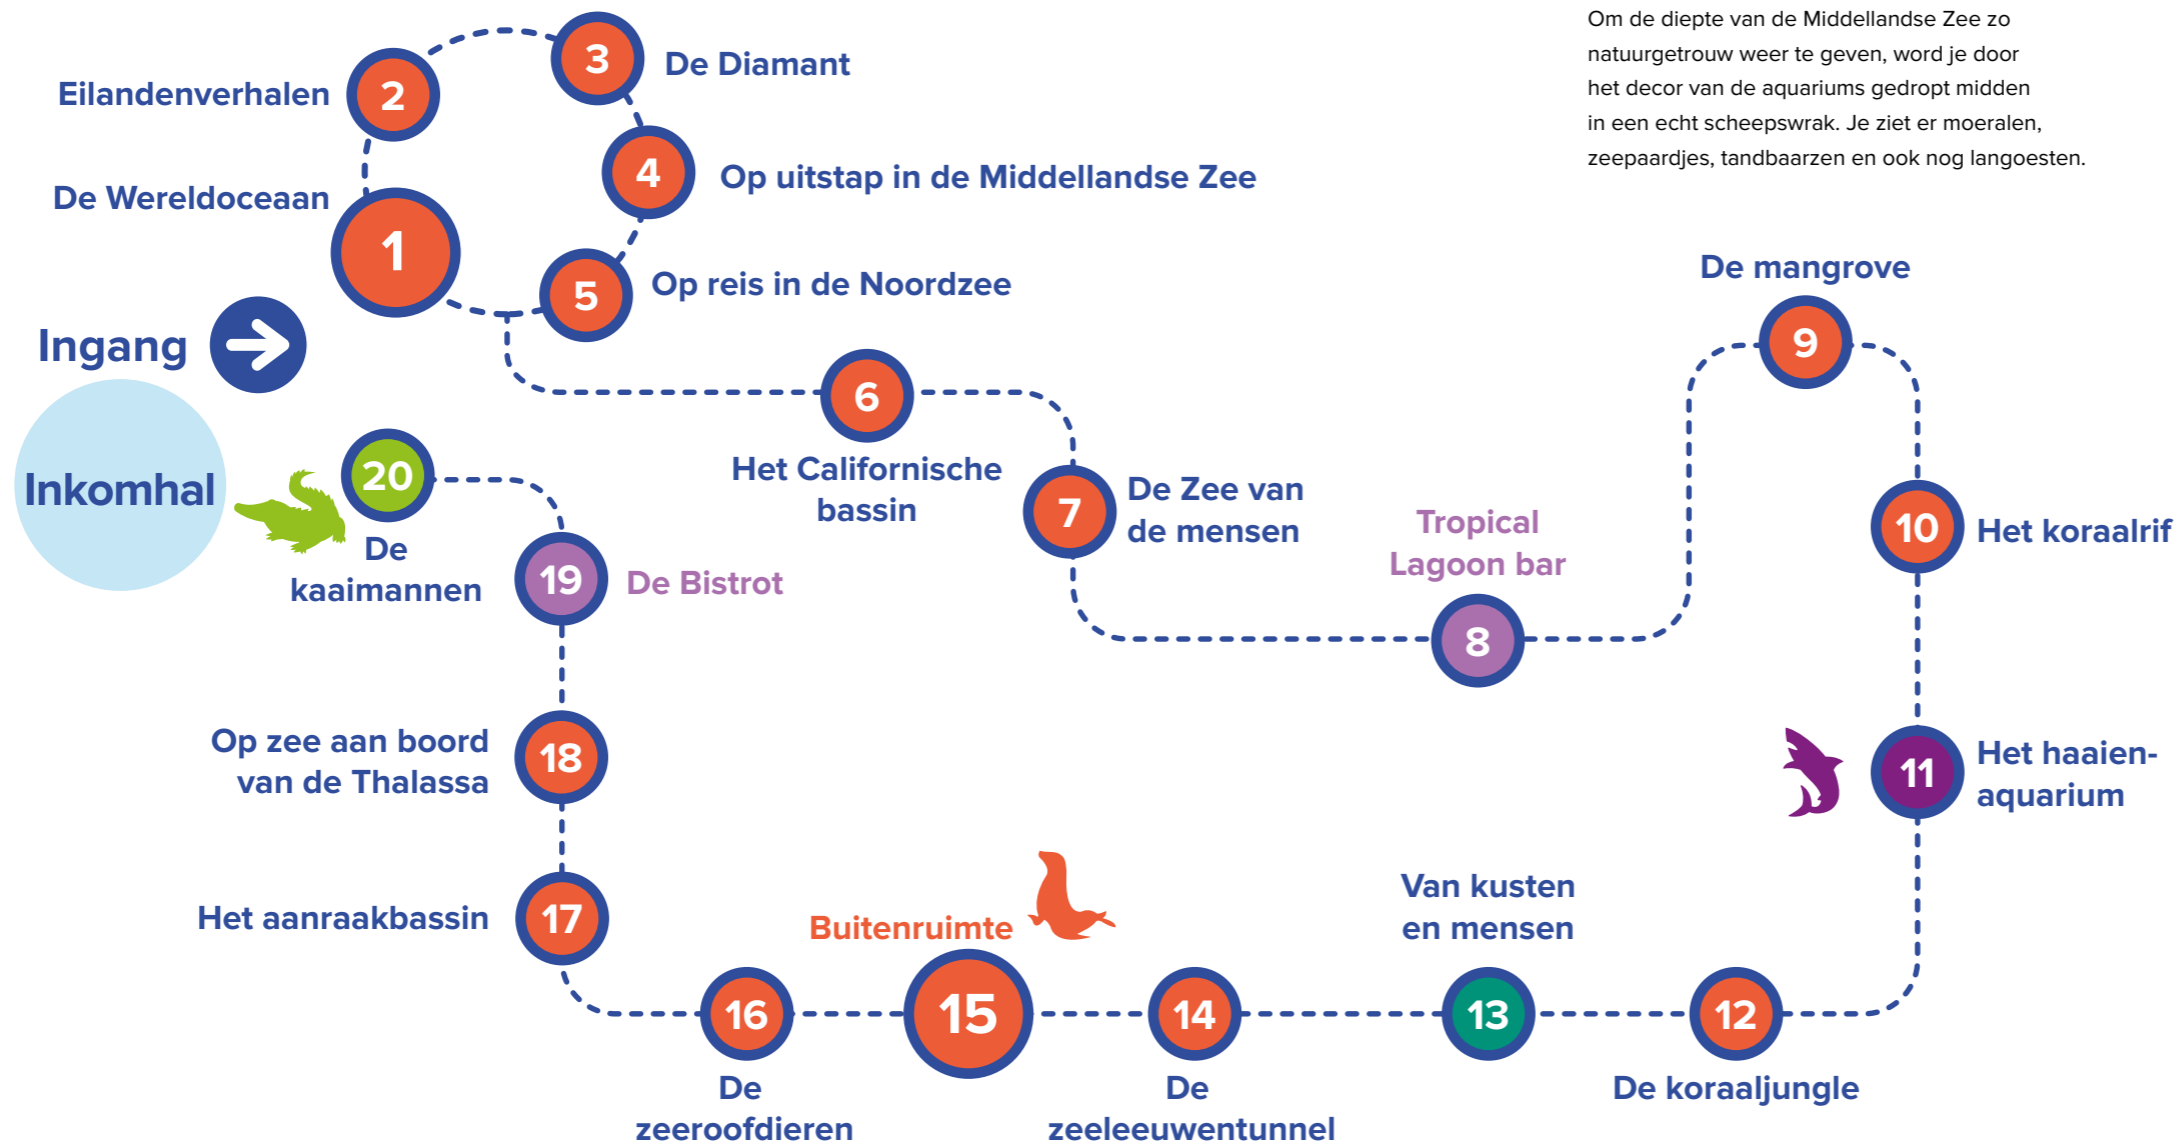 Om de diepte van de Middellandse Zee zo
natuurgetrouw weer te geven, word je door
het decor van de aquariums gedropt midden
in een echt scheepswrak. Je ziet er moeralen,
zeepaardjes, tandbaarzen en ook nog langoesten.
Ingang
Inkomhal
1
De Wereldoceaan
2
Eilandenverhalen
3
De Diamant
4
Op uitstap in de Middellandse Zee
5
Op reis in de Noordzee
6
Het Californische
bassin
7
De Zee van
de mensen
8
Tropical
Lagoon bar
9
De mangrove
10
Het koraalrif
11
Het haaien-
aquarium
12
De koraaljungle
13
Van kusten
en mensen
14
De
zeeleeuwentunnel
15
Buitenruimte
16
De
zeeroofdieren
17
Het aanraakbassin
18
Op zee aan boord
van de Thalassa
19
De Bistrot
20
De
kaaimannen